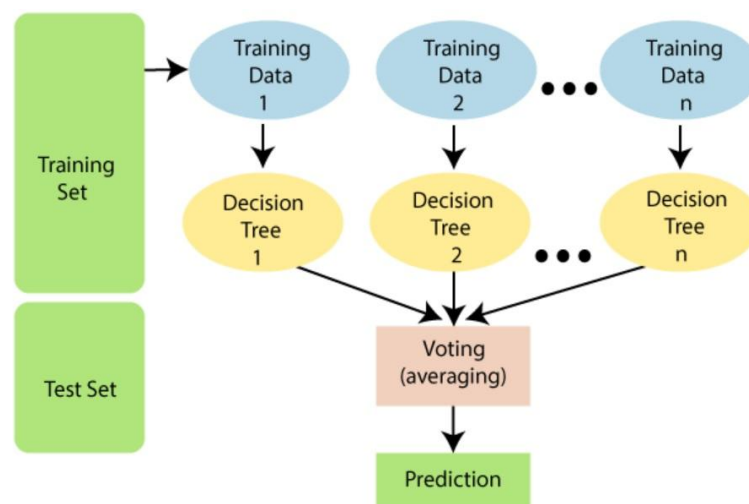 Training
Set
Test Set
Training
Data
1
Training
Data
2
Training
Data
n
Decision
Tree
1
Decision
Tree
2
Decision
Tree
n
Voting
(averaging)
Prediction